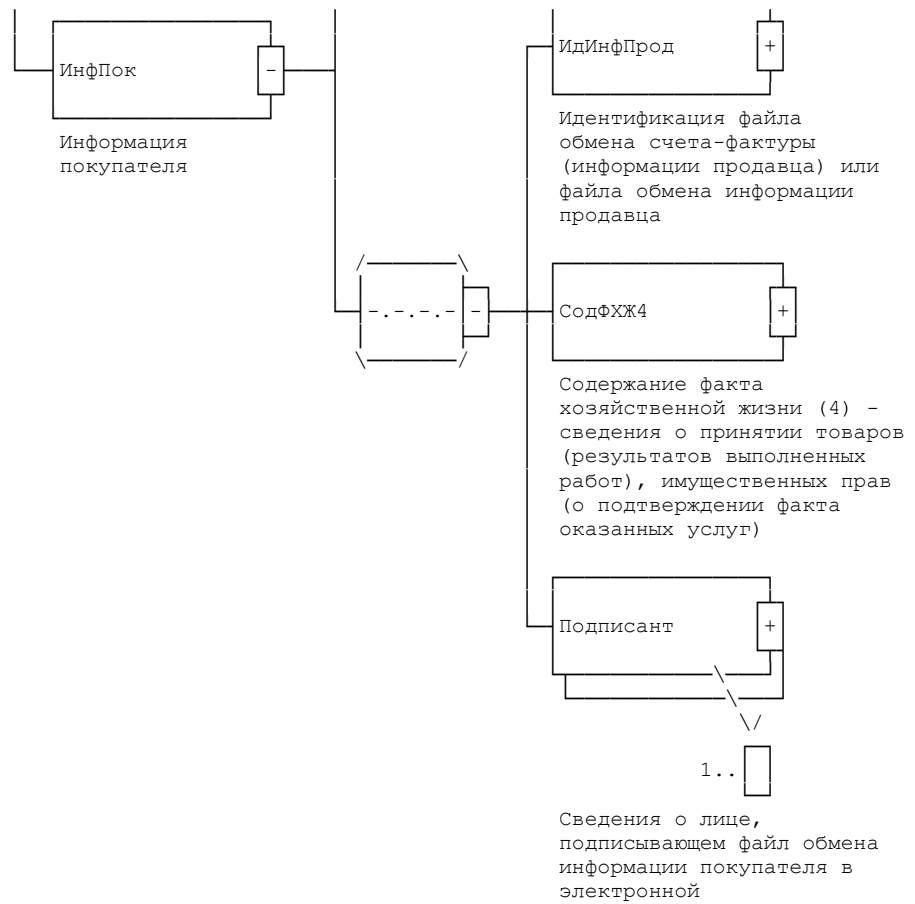 ИнфПок
-
Информация
покупателя
ИдИнфПрод
+
Идентификация файла
обмена счета-фактуры
(информации продавца) или
файла обмена информации
продавца
-.-.-.-
-
СодФХЖ4
+
Содержание факта
хозяйственной жизни (4) -
сведения о принятии товаров
(результатов выполненных
работ), имущественных прав
(о подтверждении факта
оказанных услуг)
Подписант
+
1..
Сведения о лице,
подписывающем файл обмена
информации покупателя в
электронной